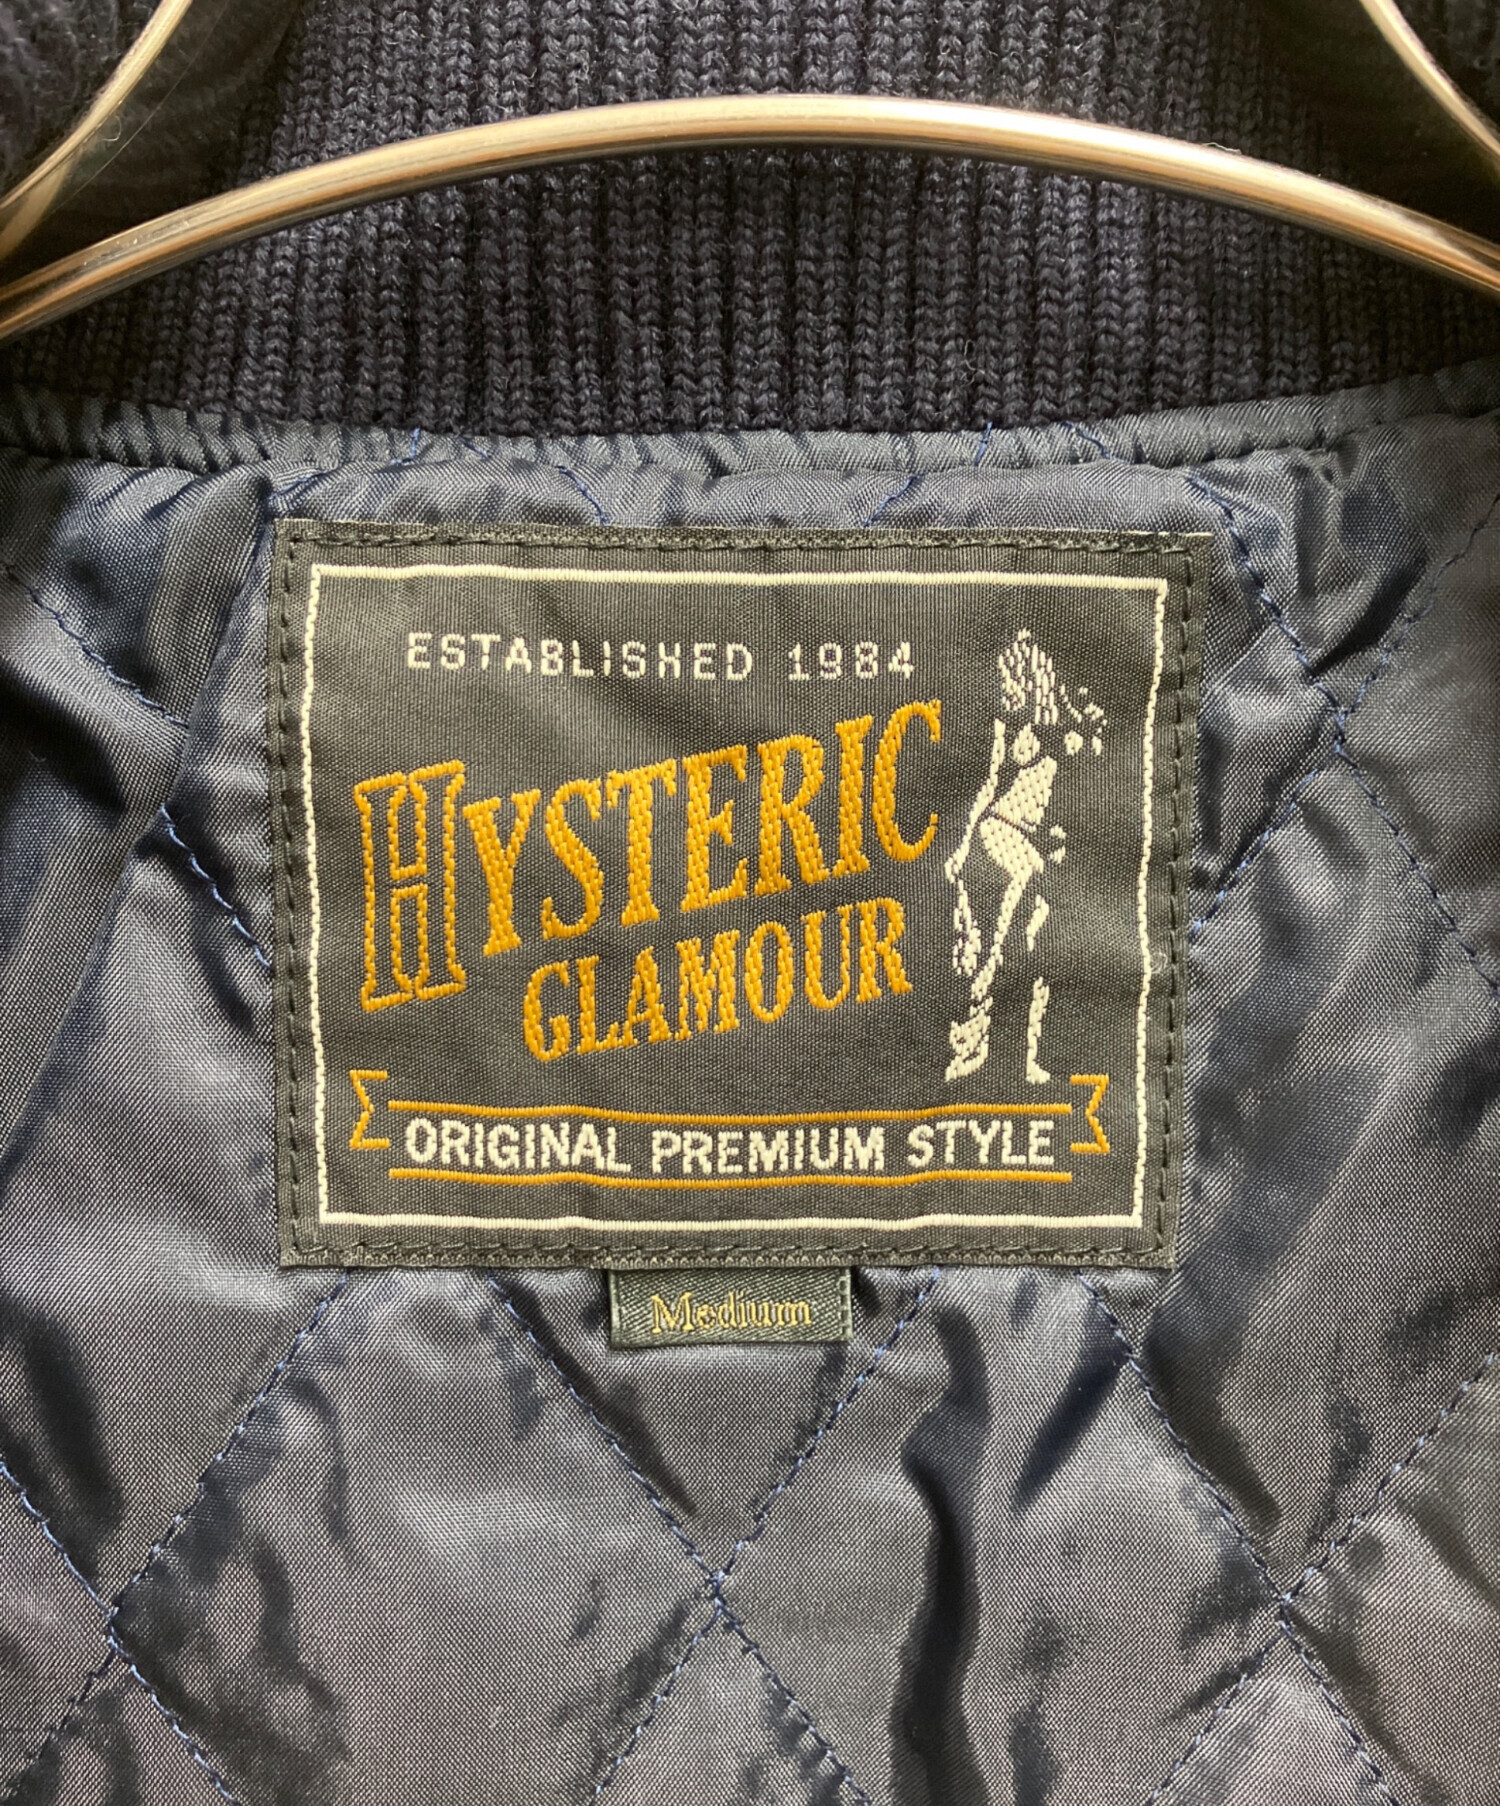 ESTABLISHED 1984
HYSTERIC
GLAMOUR
ORIGINAL PREMIUM STYLE
Medium